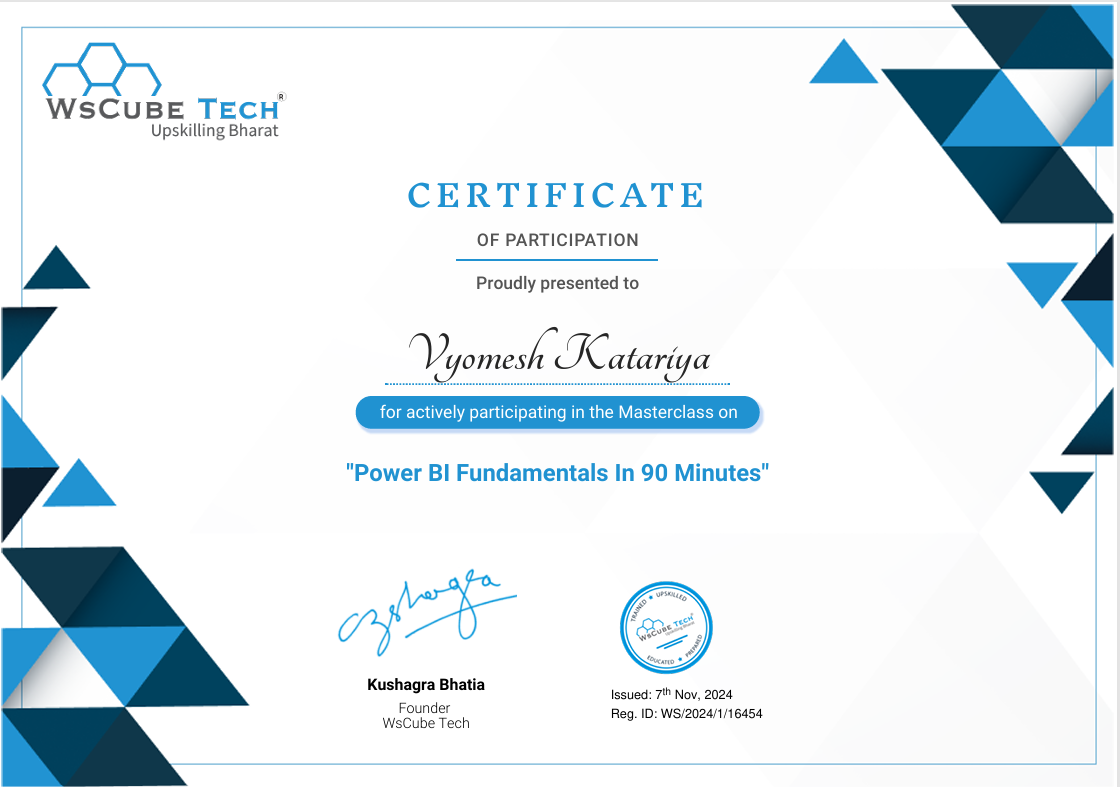 WSCUBE TECH®
Upskilling Bharat
CERTIFICATE
OF PARTICIPATION
Proudly presented to
Vyomesh Katariya
for actively participating in the Masterclass on
"Power BI Fundamentals In 90 Minutes"
Kushagra
TRAINED ★ UPSKILLED
WSCUBE TECH®
Upskilling Bharat
EDUCATED ★ PREPARED
Kushagra Bhatia
Founder
WsCube Tech
Issued: 7th Nov, 2024
Reg. ID: WS/2024/1/16454